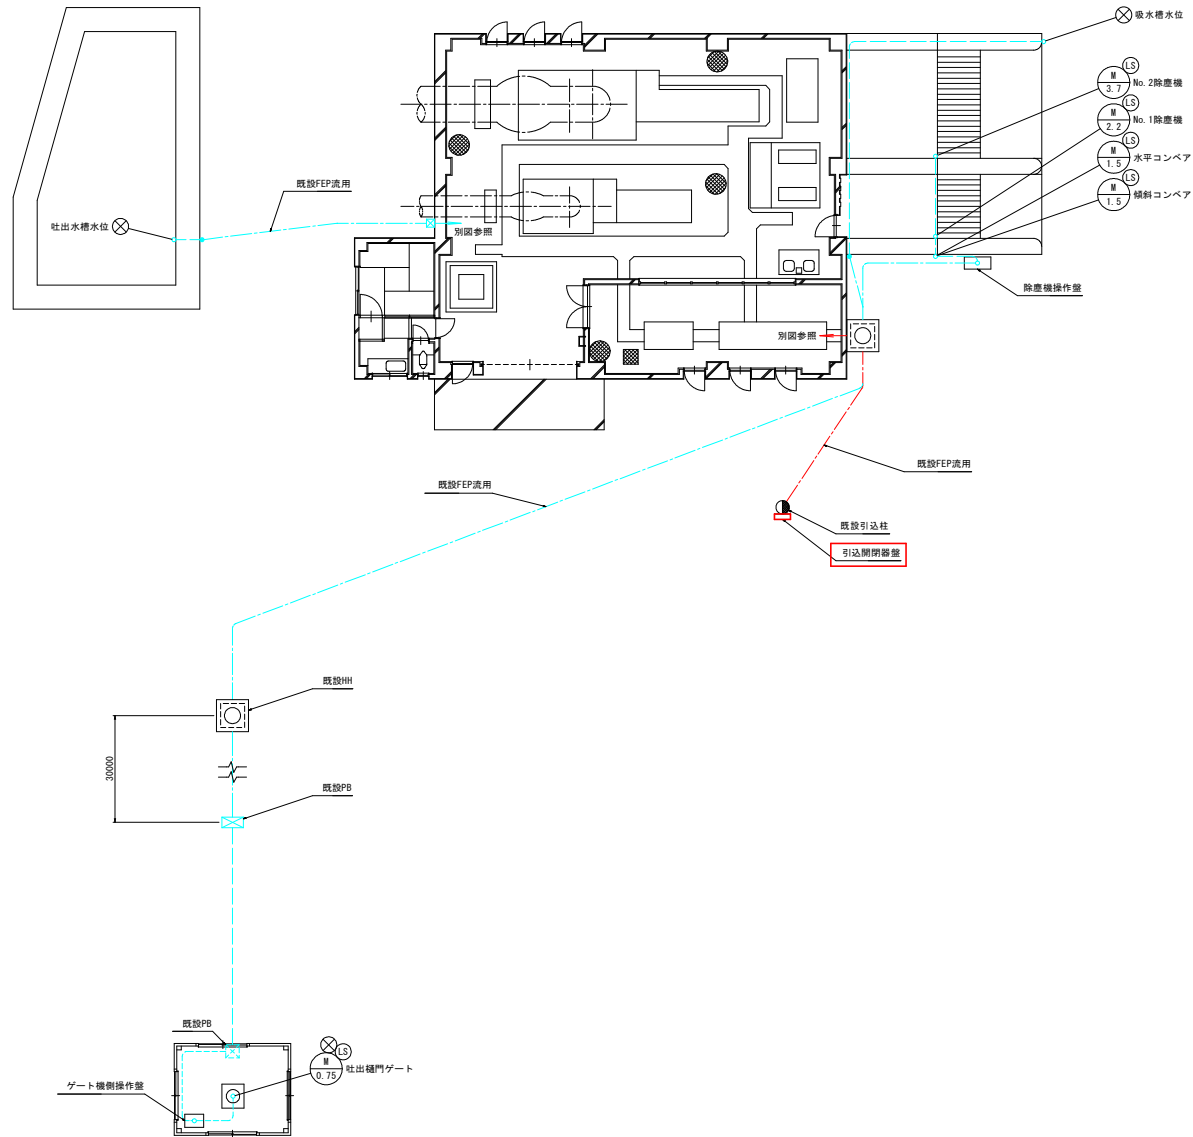 吸水槽水位
LS
M
3.7
No.2除塵機
LS
M
2.2
No.1除塵機
LS
M
1.5
水平コンベア
LS
M
1.5
傾斜コンベア
既設FEP流用
吐出水槽水位
別図参照
除塵機操作盤
別図参照
既設FEP流用
既設FEP流用
既設引込柱
引込開閉器盤
既設HH
30000
既設PB
既設PB
LS
M
0.75
吐出樋門ゲート
ゲート機側操作盤